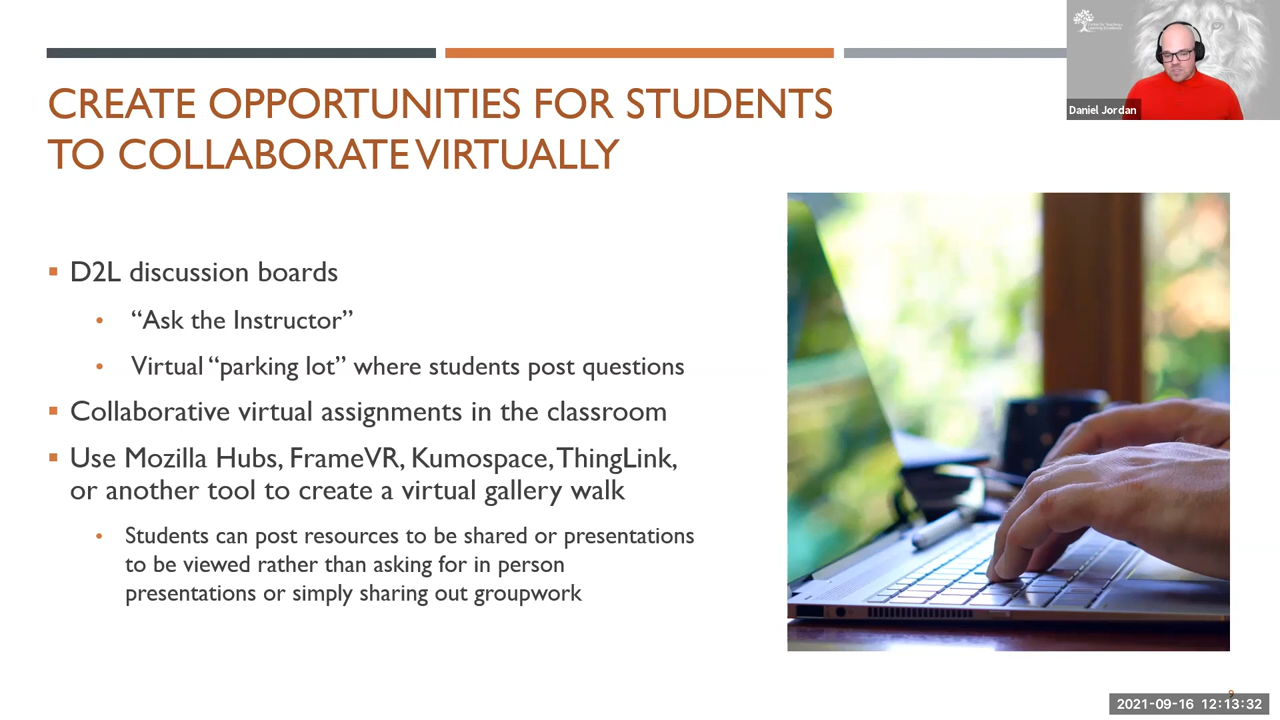 CREATE OPPORTUNITIES FOR STUDENTS
TO COLLABORATE VIRTUALLY
Daniel Jordan
D2L discussion boards
“Ask the Instructor”
Virtual “parking lot” where students post questions
Collaborative virtual assignments in the classroom
Use Mozilla Hubs, FrameVR, Kumospace, ThingLink,
or another tool to create a virtual gallery walk
Students can post resources to be shared or presentations
to be viewed rather than asking for in person
presentations or simply sharing out groupwork
9
2021-09-16 12:13:32